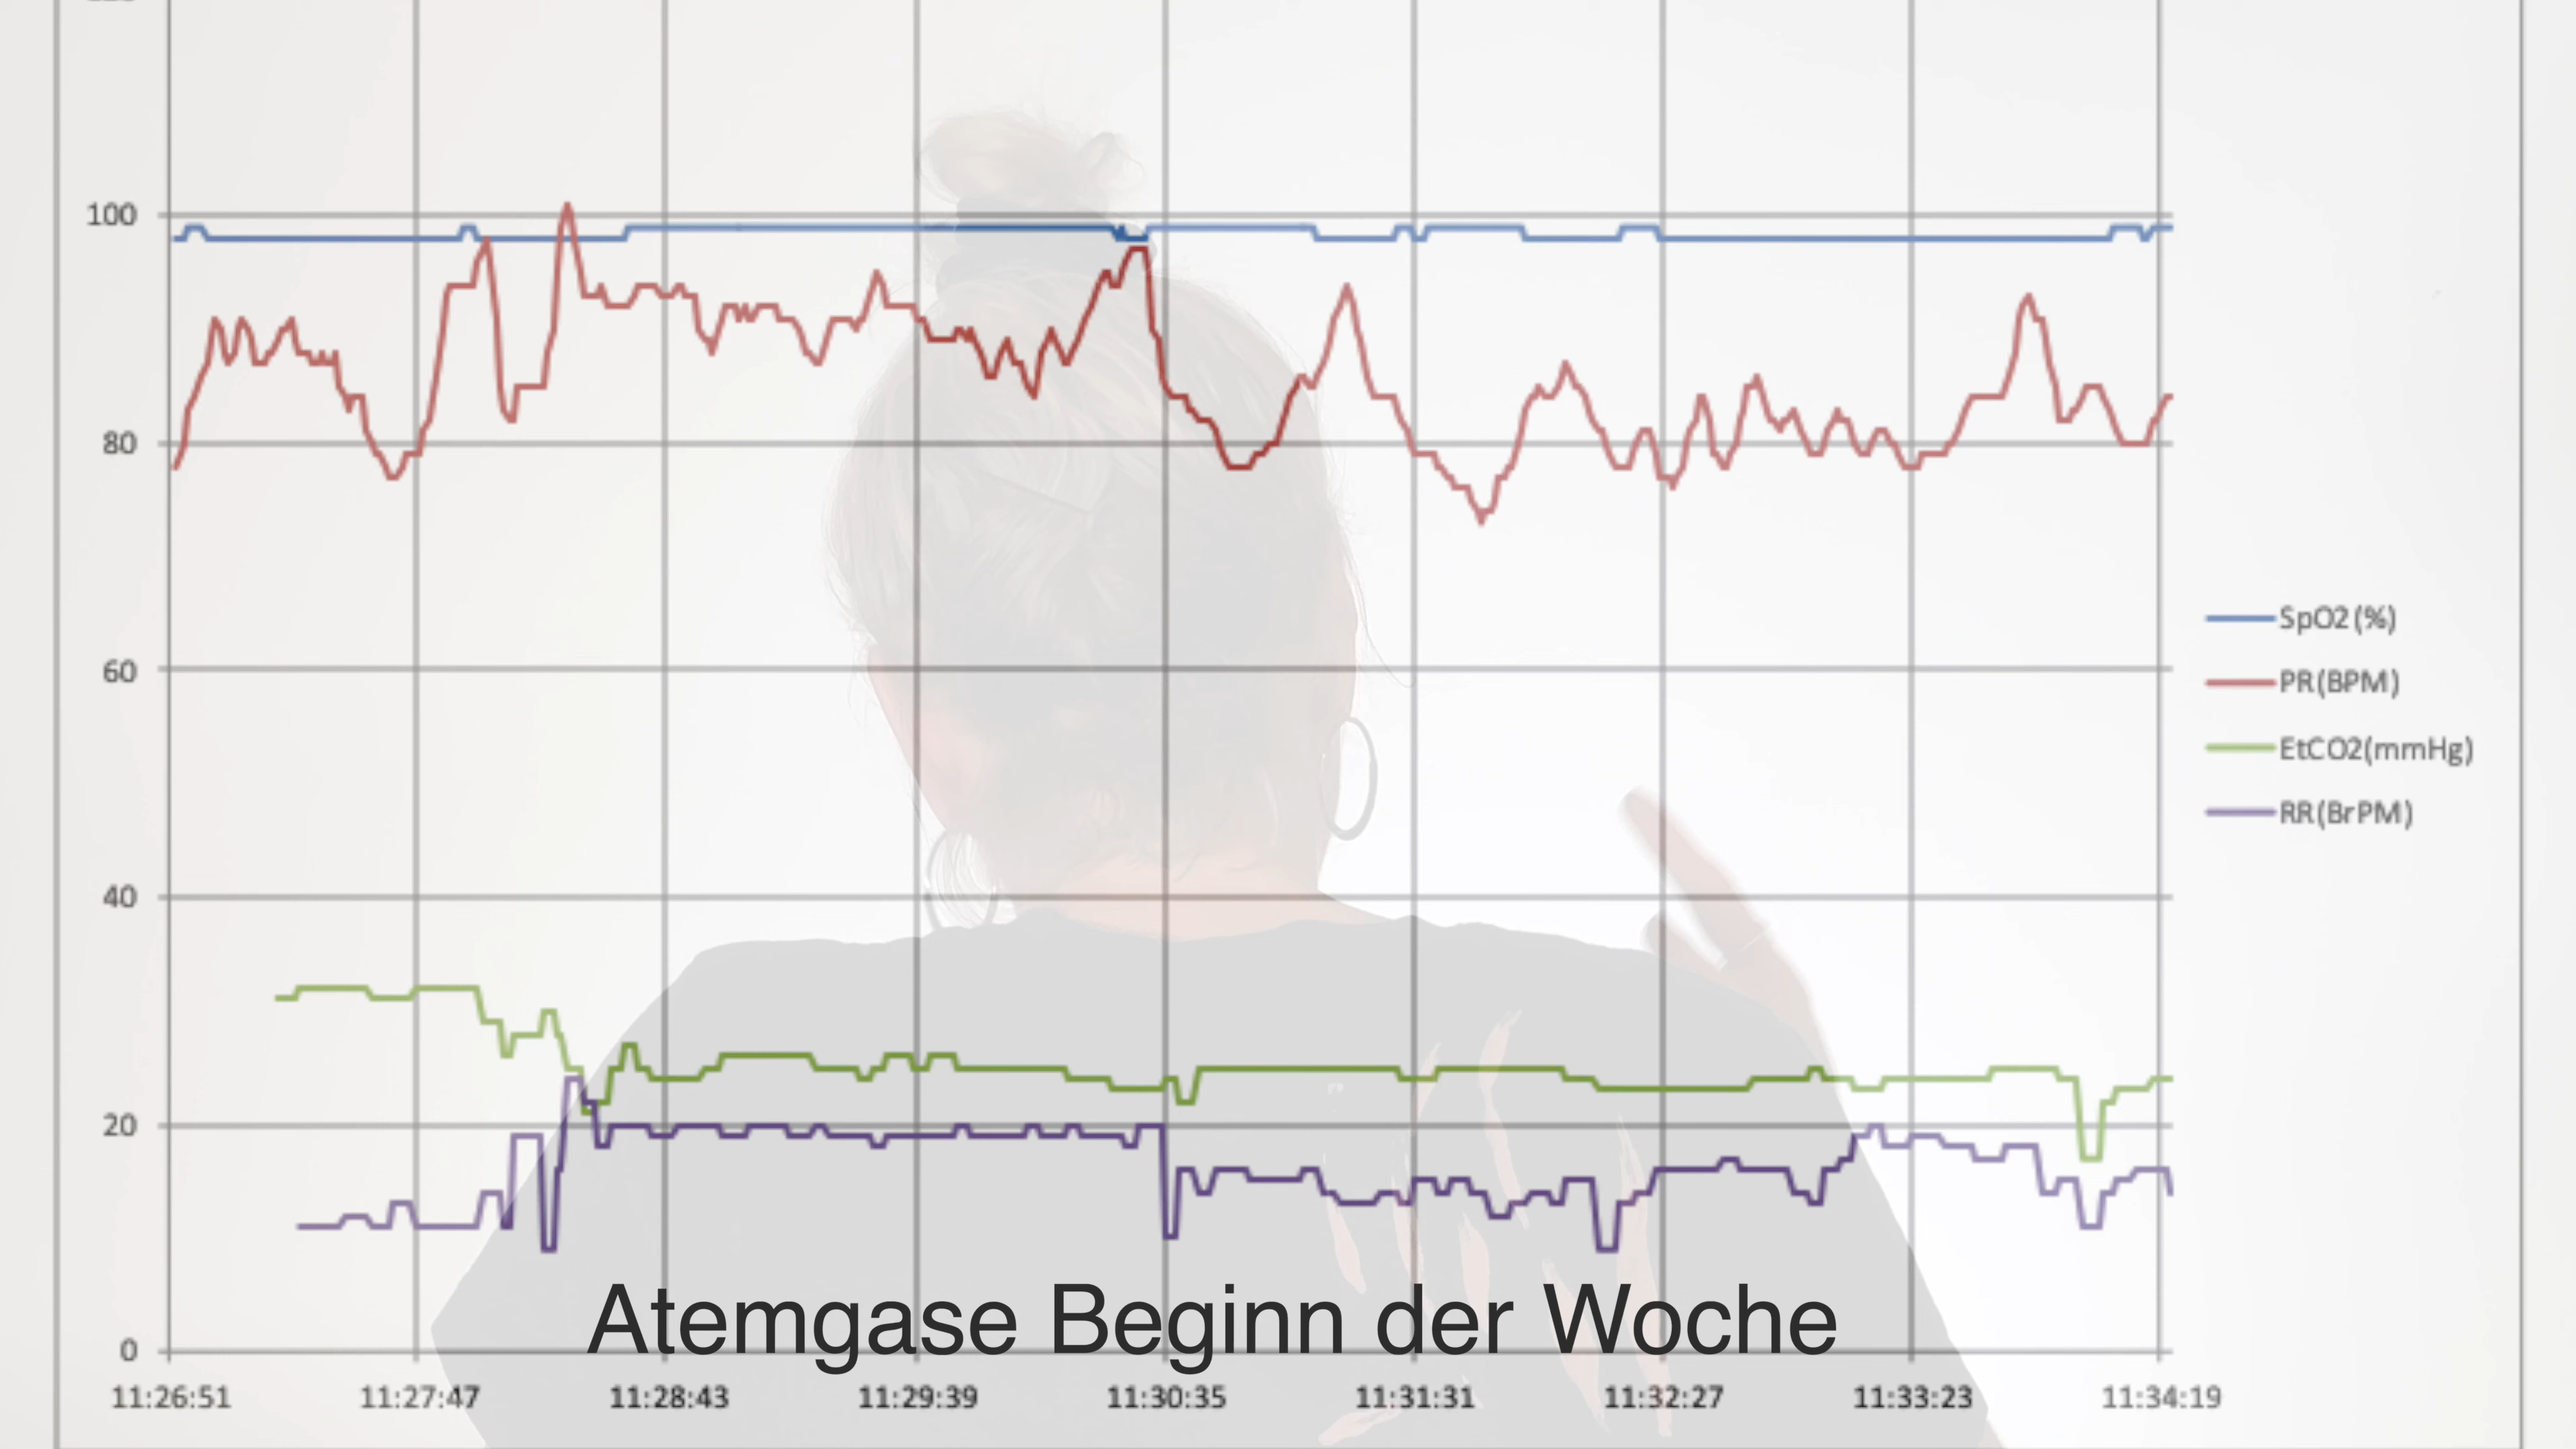 100
80
60
40
20
0
SpO2(%)
PR(BPM)
EtCO2(mmHg)
RR(BrPM)
Atemgase Beginn der Woche
11:26:51 11:27:47 11:28:43 11:29:39 11:30:35 11:31:31 11:32:27 11:33:23 11:34:19